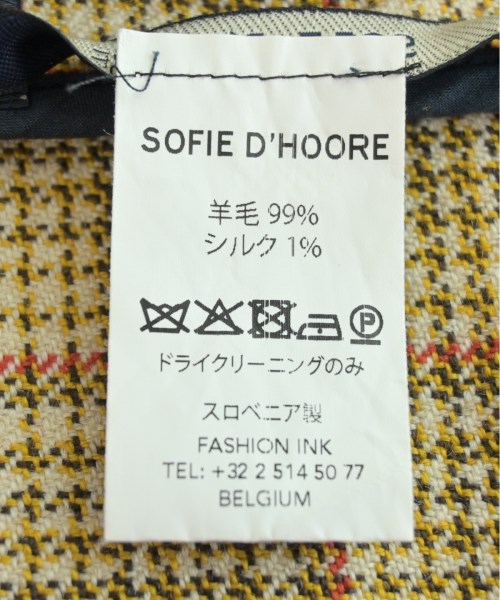 SOFIE D'HOORE
羊毛 99%
シルク 1%
P
ドライクリーニングのみ
スロベニア製
FASHION INK
TEL: +32 2 514 50 77
BELGIUM